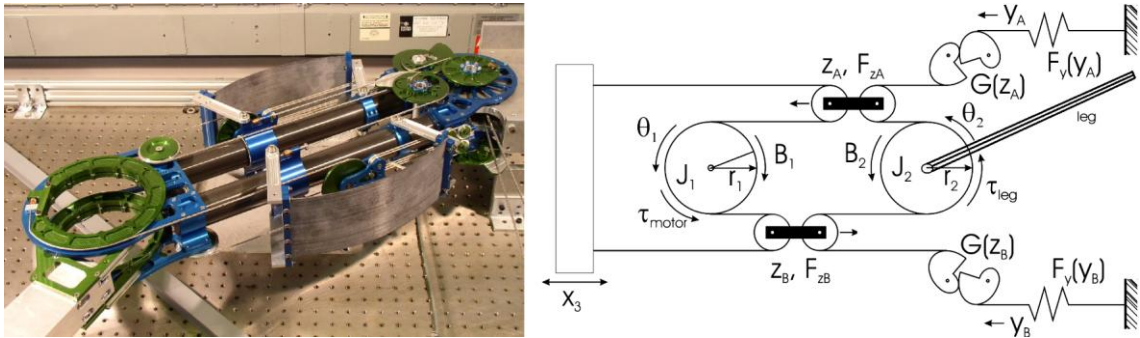 y_A
F_y(y_A)
z_A, F_zA
G(z_A)
leg
θ_1
B_1
B_2
θ_2
J_1
r_1
J_2
r_2
τ_motor
τ_leg
z_B, F_zB
G(z_B)
F_y(y_B)
X_3
y_B